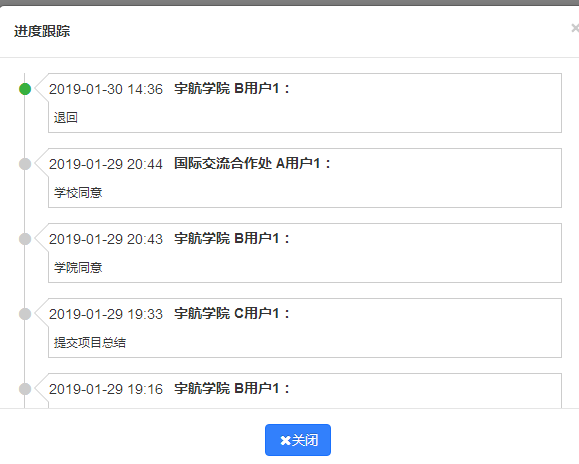 进度跟踪
2019-01-30 14:36 宇航学院 B用户1：
退回
2019-01-29 20:44 国际交流合作处 A用户1：
学校同意
2019-01-29 20:43 宇航学院 B用户1：
学院同意
2019-01-29 19:33 宇航学院 C用户1：
提交项目总结
2019-01-29 19:16 宇航学院 B用户1：
关闭